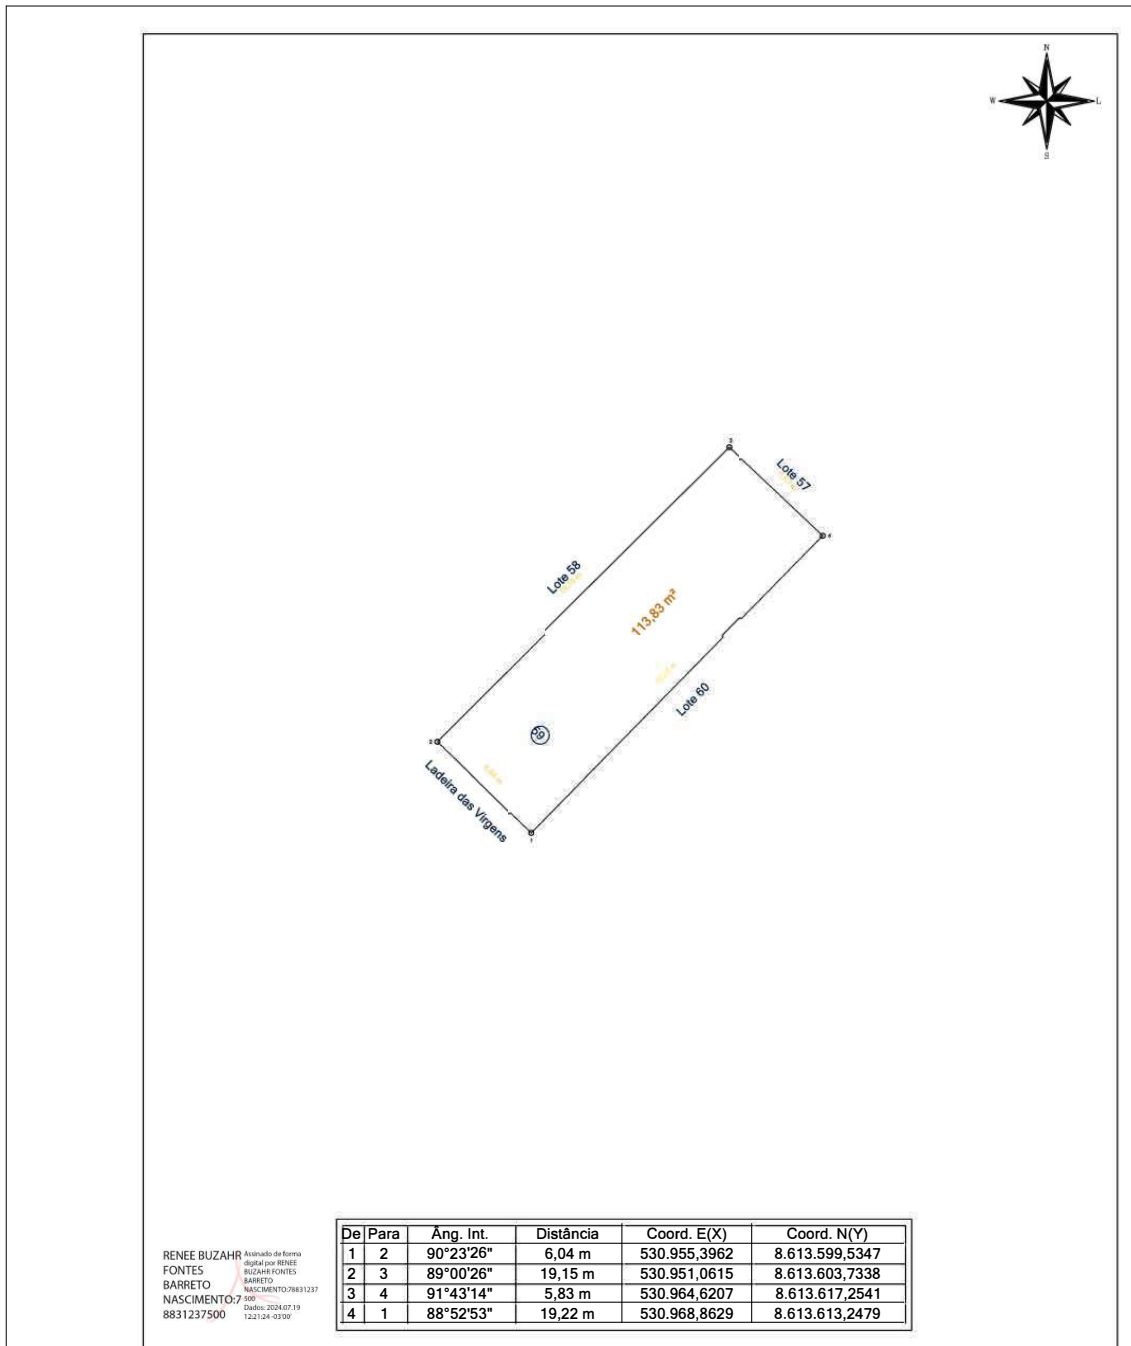 N
W
L
S
3
Lote 57
4
Lote 58
113,83 m²
Lote 60
2
Ladeira das Virgens
1
De Para Âng. Int. Distância Coord. E(X) Coord. N(Y)
1 2 90°23'26" 6,04 m 530.955,3962 8.613.599,5347
2 3 89°00'26" 19,15 m 530.951,0615 8.613.603,7338
3 4 91°43'14" 5,83 m 530.964,6207 8.613.617,2541
4 1 88°52'53" 19,22 m 530.968,8629 8.613.613,2479
RENEE BUZAHR
FONTES
BARRETO
NASCIMENTO:7
8831237500
Assinado de forma
digital por RENEE
BUZAHR FONTES
BARRETO
NASCIMENTO:78831237
500
Dados: 2024.07.19
12:21:24 -03'00'